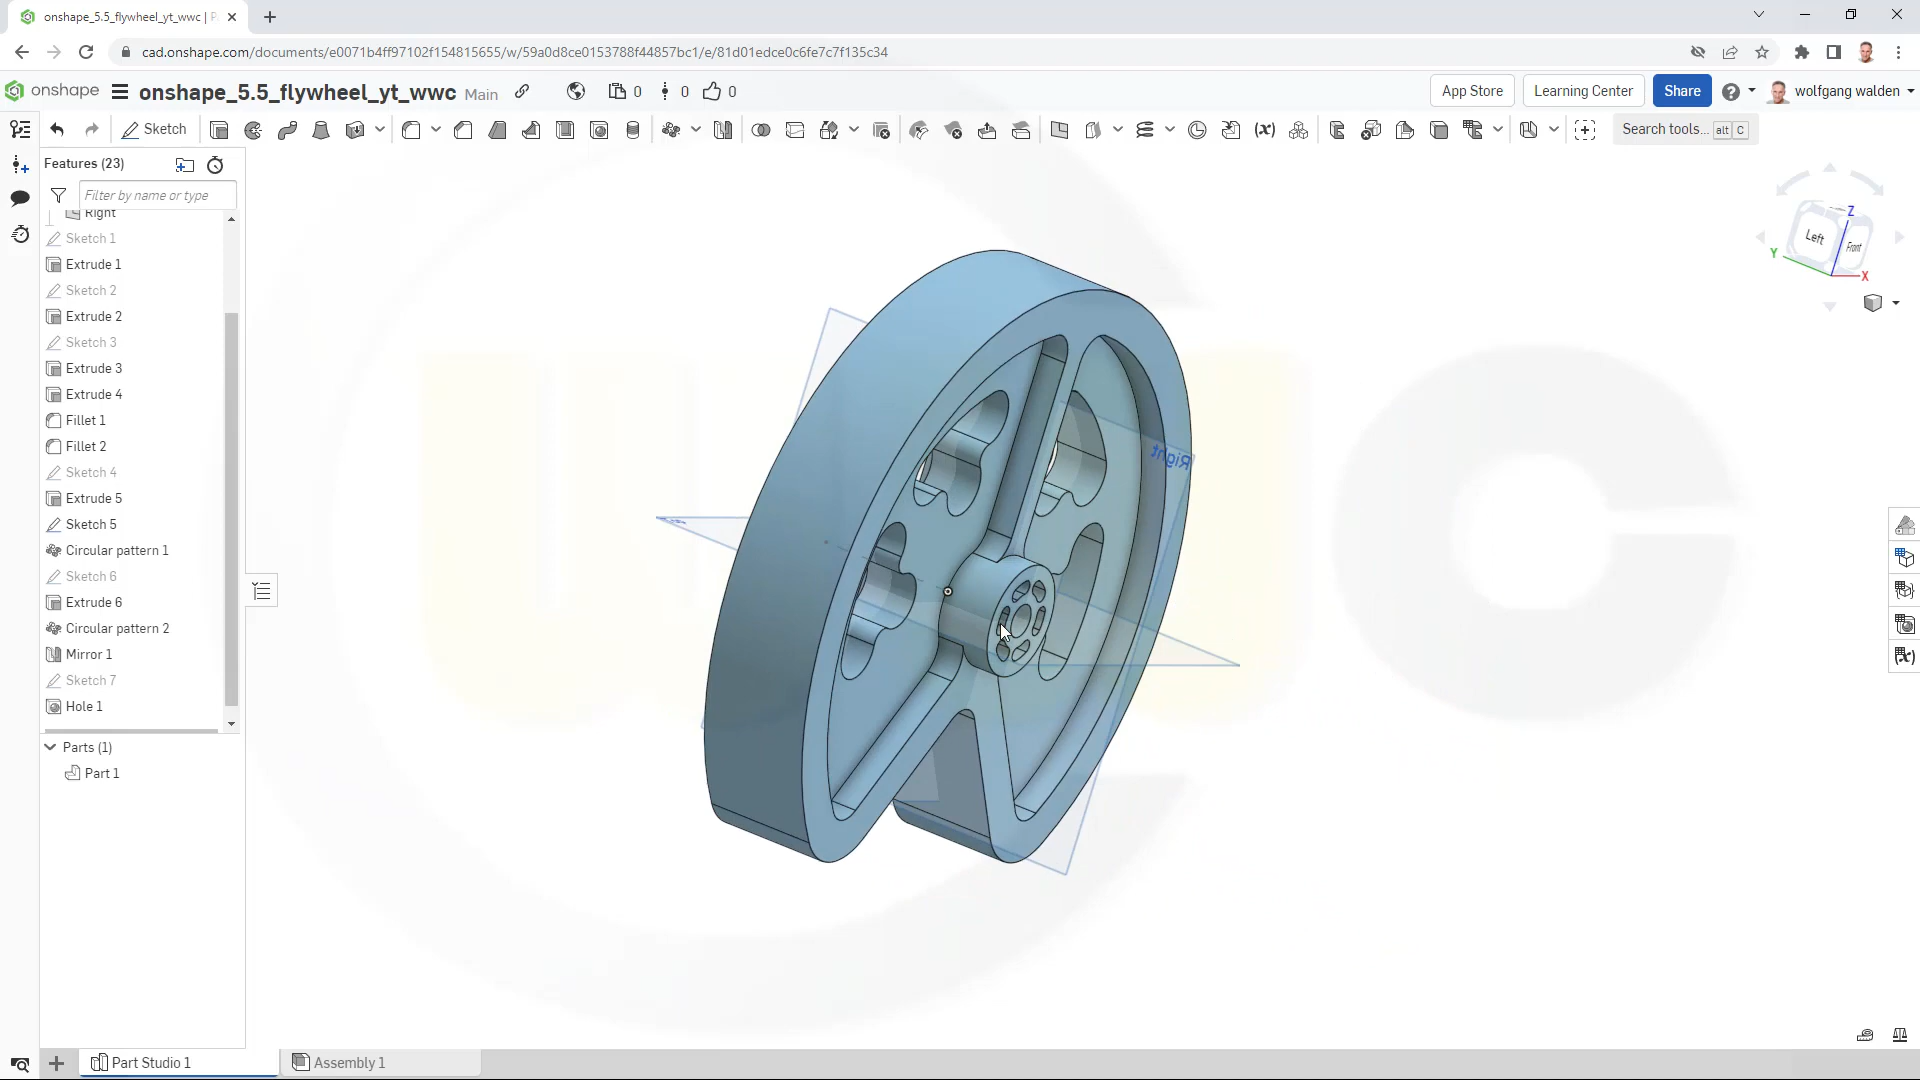 onshape_5.5_flywheel_yt_wwc | P
cad.onshape.com/documents/e0071b4ff97102f154815655/w/59a0d8ce0153788f44857bc1/e/81d01edce0c6fe7c7f135c34
onshape onshape_5.5_flywheel_yt_wwc Main 0 0 0 App Store Learning Center Share wolfgang walden
Sketch Search tools... alt C
Features (23)
Filter by name or type
Right
Sketch 1
Extrude 1
Sketch 2
Extrude 2
Sketch 3
Extrude 3
Extrude 4
Fillet 1
Fillet 2
Sketch 4
Extrude 5
Sketch 5
Circular pattern 1
Sketch 6
Extrude 6
Circular pattern 2
Mirror 1
Sketch 7
Hole 1
Parts (1)
Part 1
Right
Z
Left
Front
Y
X
wwc
Part Studio 1
Assembly 1